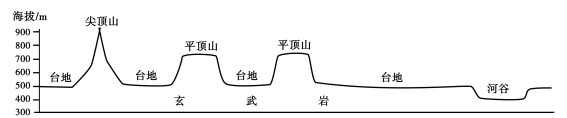 海拔/m
尖顶山
900
800
700
600
500
400
300
台地
台地
平顶山
台地
平顶山
台地
河谷
玄 武 岩